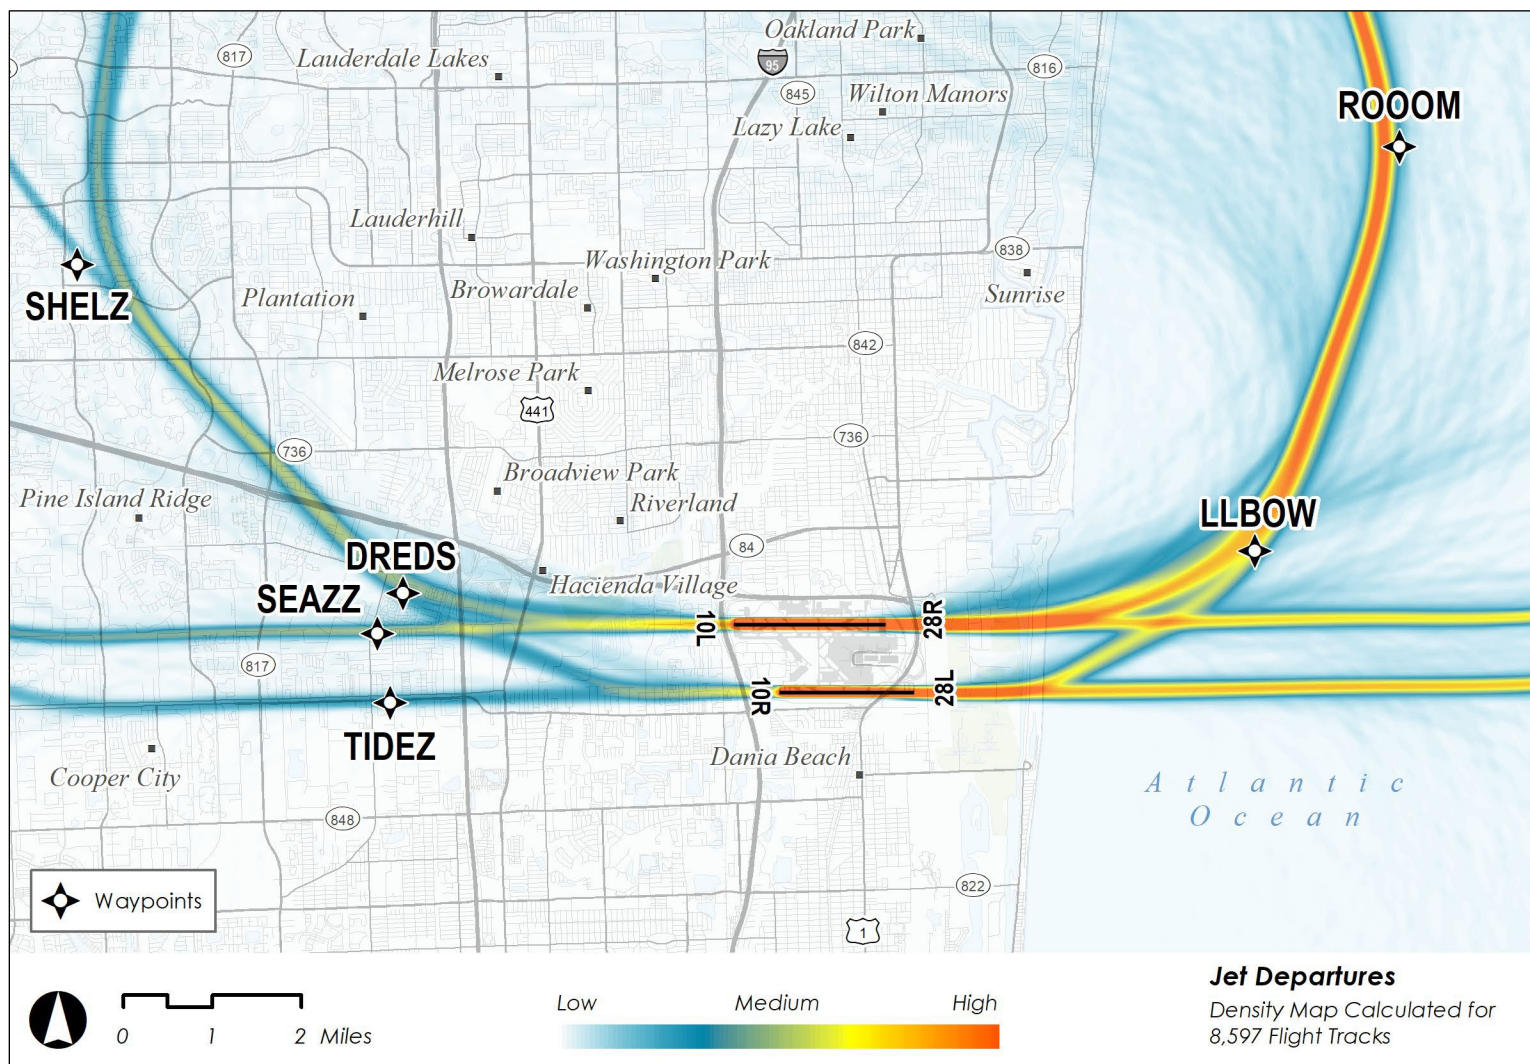 Oakland Park
817
Lauderdale Lakes
95
816
845
Wilton Manors
ROOOM
Lazy Lake
Lauderhill
838
Washington Park
SHELZ
Plantation
Browardale
Sunrise
842
Melrose Park
441
736
736
Broadview Park
Pine Island Ridge
Riverland
LLBOW
84
DREDS
Hacienda Village
SEAZZ
10L
28R
817
10R
28L
TIDEZ
Dania Beach
Cooper City
Atlantic
Ocean
848
822
Waypoints
1
Jet Departures
Low Medium High
Density Map Calculated for
8,597 Flight Tracks
0 1 2 Miles